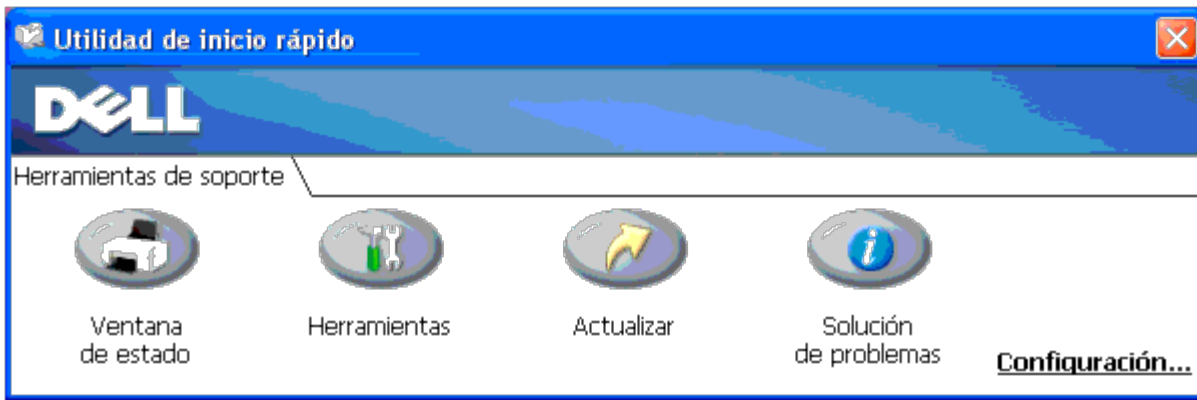 Utilidad de inicio rápido
DELL
Herramientas de soporte
Ventana
de estado
Herramientas
Actualizar
Solución
de problemas
Configuración...